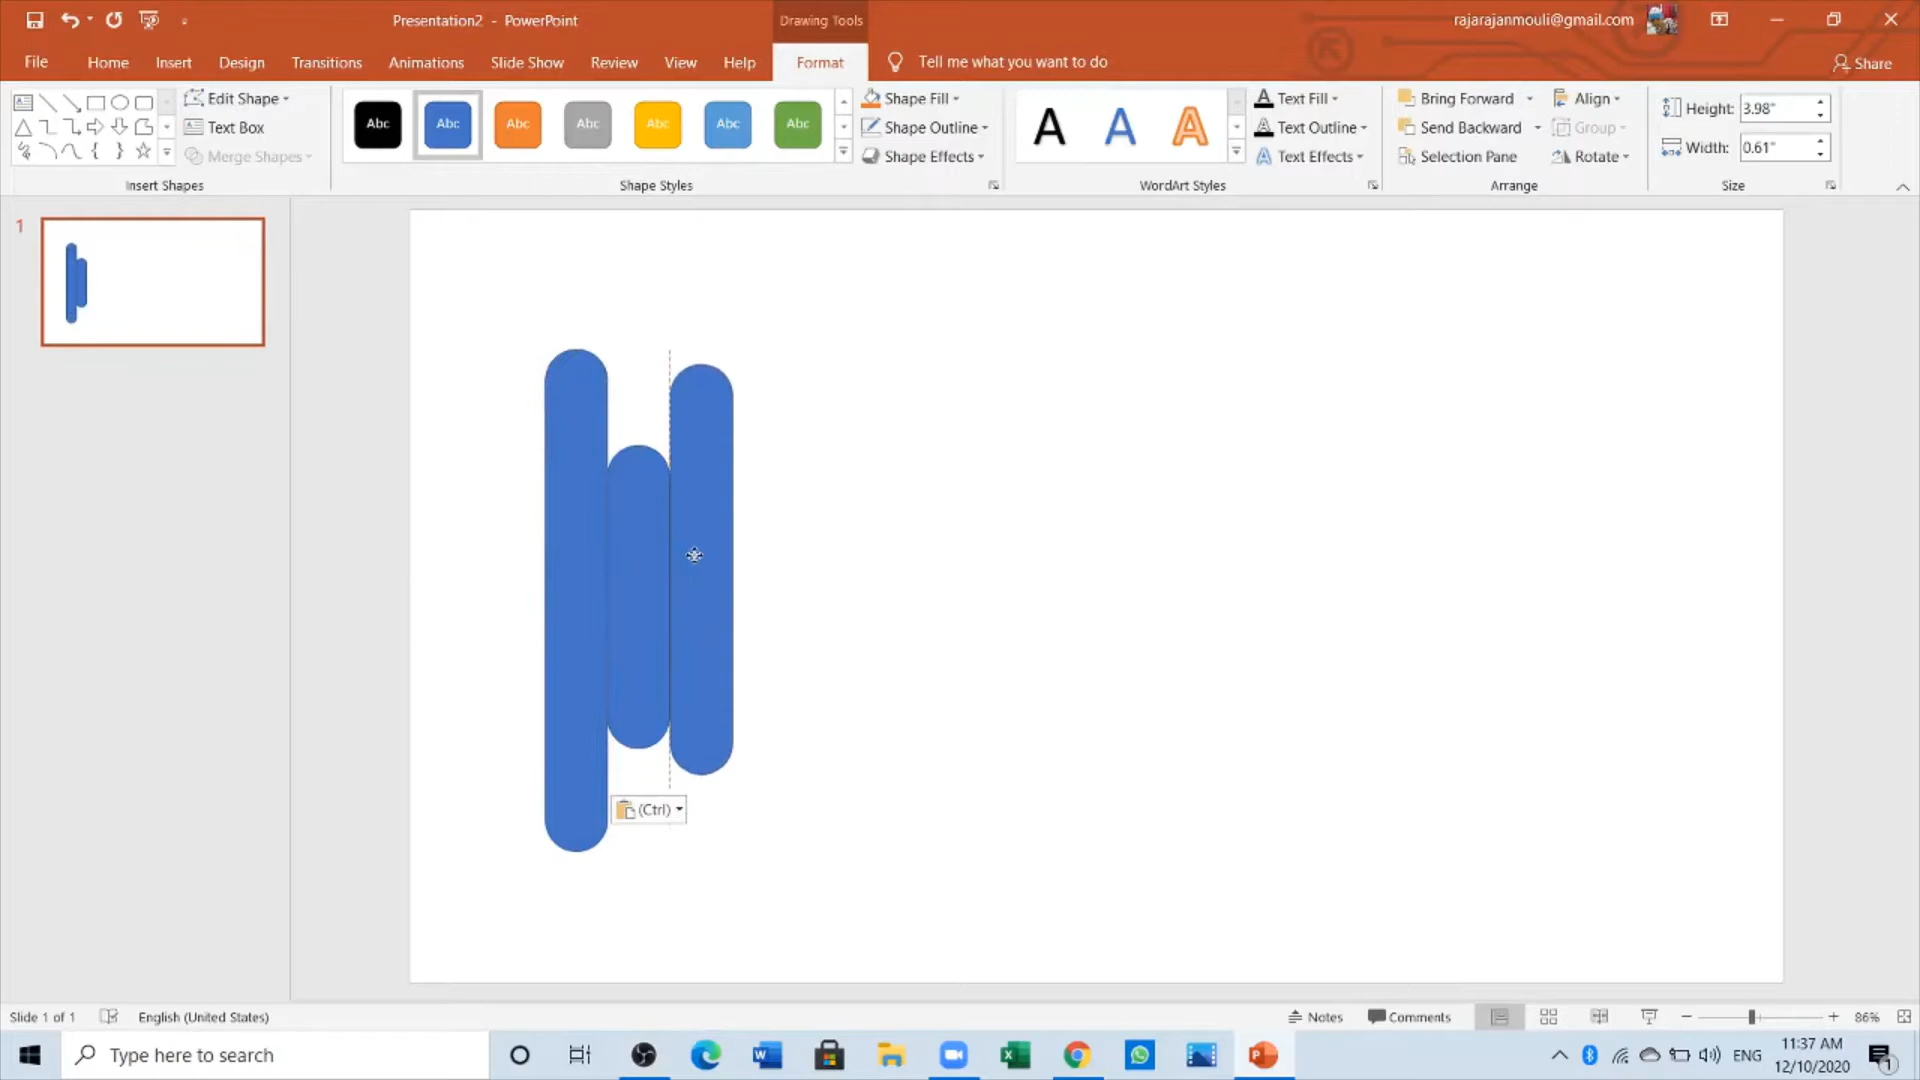 Presentation2 - PowerPoint
Drawing Tools
rajarajanmouli@gmail.com
File Home Insert Design Transitions Animations Slide Show Review View Help Format Tell me what you want to do Share
Edit Shape
Text Box
Merge Shapes
Insert Shapes
Abc Abc Abc Abc Abc Abc Abc
Shape Styles
Shape Fill
Shape Outline
Shape Effects
A A A
WordArt Styles
Text Fill
Text Outline
Text Effects
Bring Forward
Send Backward
Selection Pane
Align
Group
Rotate
Arrange
Height: 3.98"
Width: 0.61"
Size
1
(Ctrl)
Slide 1 of 1 English (United States) Notes Comments 86%
Type here to search
ENG
11:37 AM
12/10/2020
1